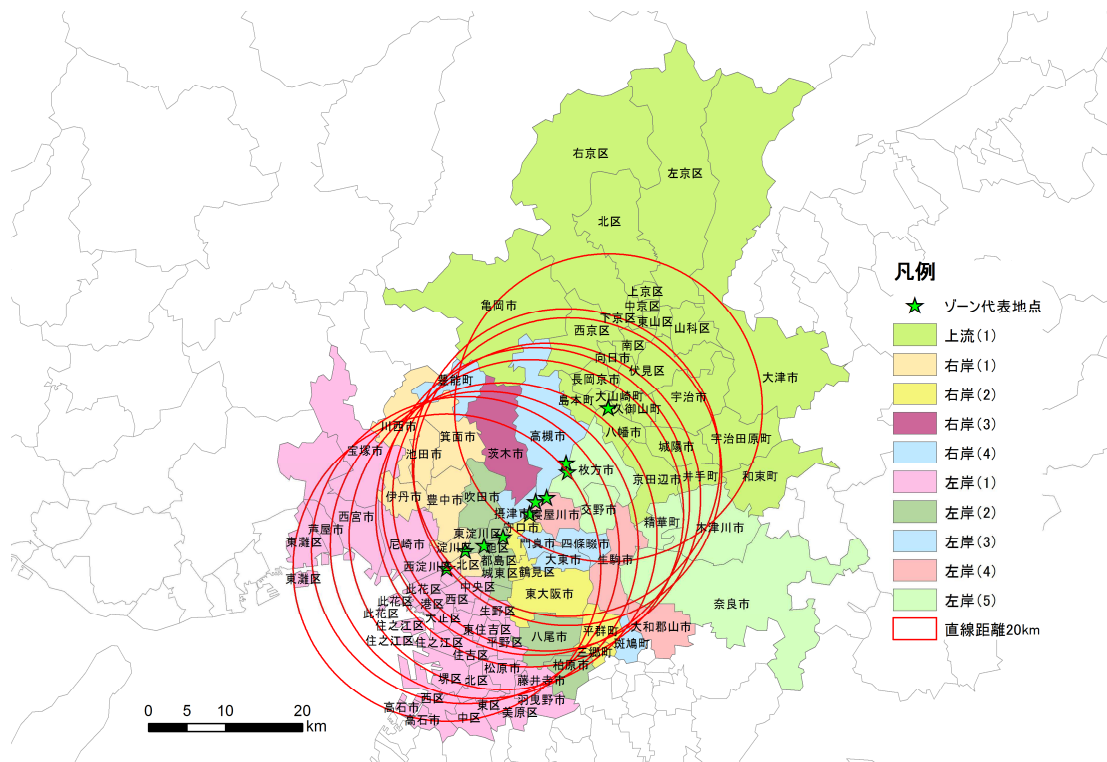 右京区
左京区
北区
上京区
亀岡市
中京区
下京区
東山区
西京区
山科区
南区
向日市
伏見区
大津市
長岡京市
豊能町
大山崎町
宇治市
島本町
久御山町
川西市
八幡市
箕面市
高槻市
宇治田原町
城陽市
宝塚市
池田市
茨木市
枚方市
京田辺市
井手町
和東町
伊丹市
豊中市
吹田市
交野市
西宮市
摂津市
寝屋川市
精華町
木津川市
芦屋市
守口市
東灘区
東淀川区
尼崎市
淀川区
旭区
門真市
四條畷市
西淀川区
北区
都島区
大東市
生駒市
東灘区
城東区
鶴見区
此花区
中央区
東大阪市
此花区
港区
西区
奈良市
此花区
大正区
生野区
住之江区
東住吉区
八尾市
平群町
大和郡山市
住之江区
住之江区
平野区
斑鳩町
住吉区
三郷町
松原市
柏原市
堺区
北区
藤井寺市
西区
羽曳野市
高石市
東区
美原区
高石市
中区
凡例
ゾーン代表地点
上流(1)
右岸(1)
右岸(2)
右岸(3)
右岸(4)
左岸(1)
左岸(2)
左岸(3)
左岸(4)
左岸(5)
直線距離20km
0 5 10 20
km